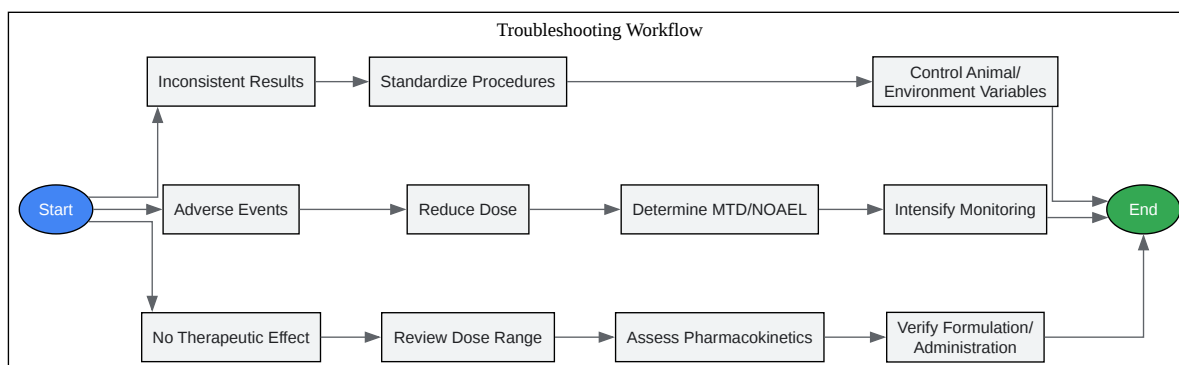 Troubleshooting Workflow
Inconsistent Results
Standardize Procedures
Control Animal/
Environment Variables
Start
Adverse Events
Reduce Dose
Determine MTD/NOAEL
Intensify Monitoring
End
No Therapeutic Effect
Review Dose Range
Assess Pharmacokinetics
Verify Formulation/
Administration